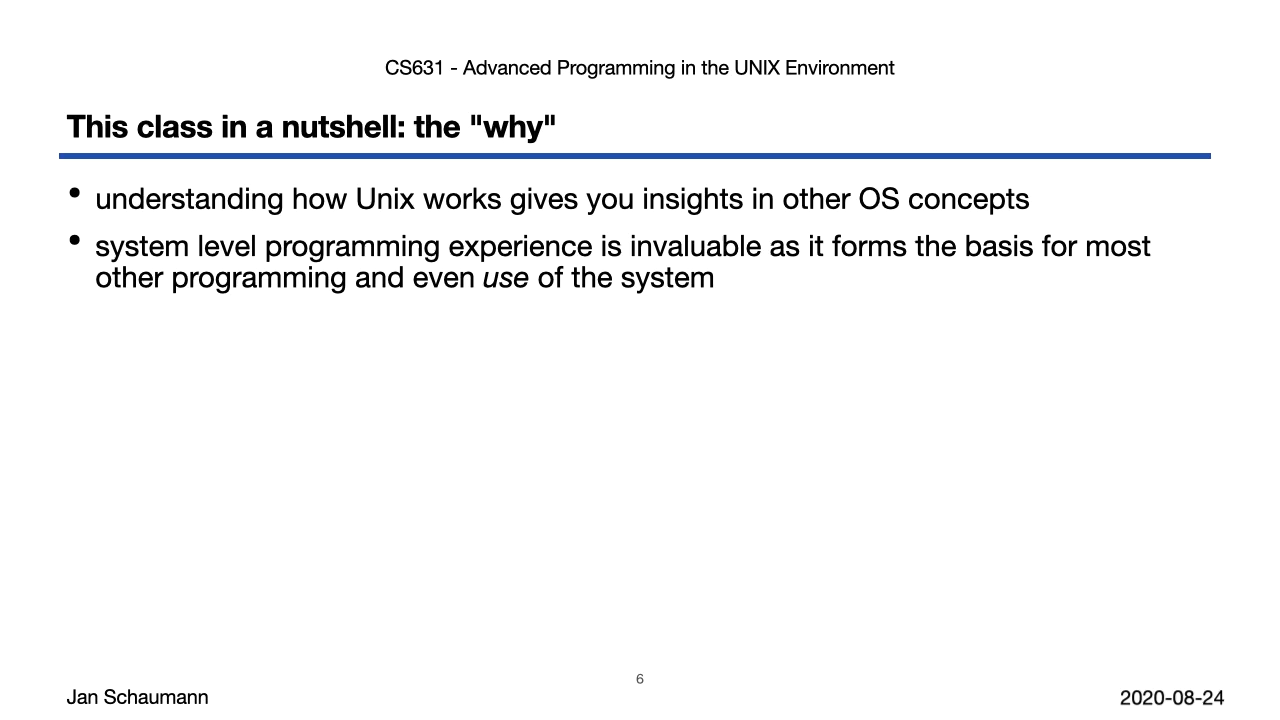 CS631 - Advanced Programming in the UNIX Environment
This class in a nutshell: the "why"
• understanding how Unix works gives you insights in other OS concepts
• system level programming experience is invaluable as it forms the basis for most
other programming and even use of the system
6
Jan Schaumann
2020-08-24